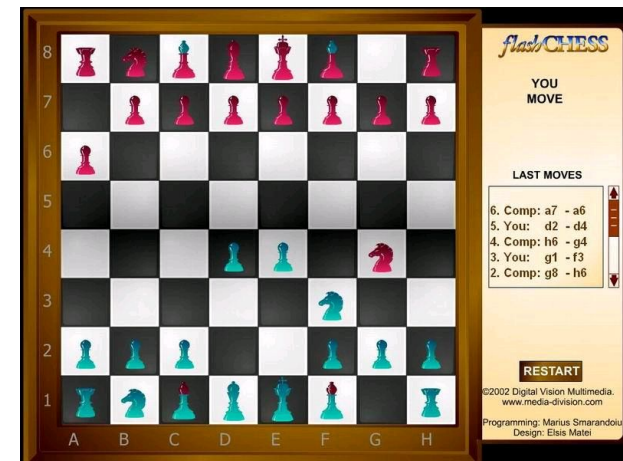 8
7
6
5
4
3
2
1
A B C D E F G H
flashCHESS
YOU
MOVE
LAST MOVES
6. Comp: a7 - a6
5. You: d2 - d4
4. Comp: h6 - g4
3. You: g1 - f3
2. Comp: g8 - h6
RESTART
©2002 Digital Vision Multimedia.
www.media-division.com
Programming: Marius Smarandoiu
Design: Elsis Matei